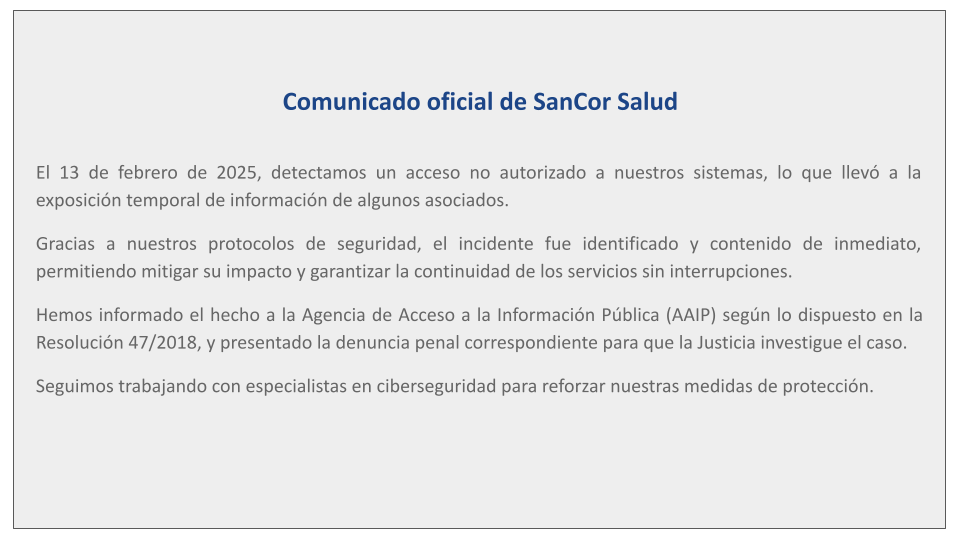 Comunicado oficial de SanCor Salud
El 13 de febrero de 2025, detectamos un acceso no autorizado a nuestros sistemas, lo que llevó a la
exposición temporal de información de algunos asociados.
Gracias a nuestros protocolos de seguridad, el incidente fue identificado y contenido de inmediato,
permitiendo mitigar su impacto y garantizar la continuidad de los servicios sin interrupciones.
Hemos informado el hecho a la Agencia de Acceso a la Información Pública (AAIP) según lo dispuesto en la
Resolución 47/2018, y presentado la denuncia penal correspondiente para que la Justicia investigue el caso.
Seguimos trabajando con especialistas en ciberseguridad para reforzar nuestras medidas de protección.